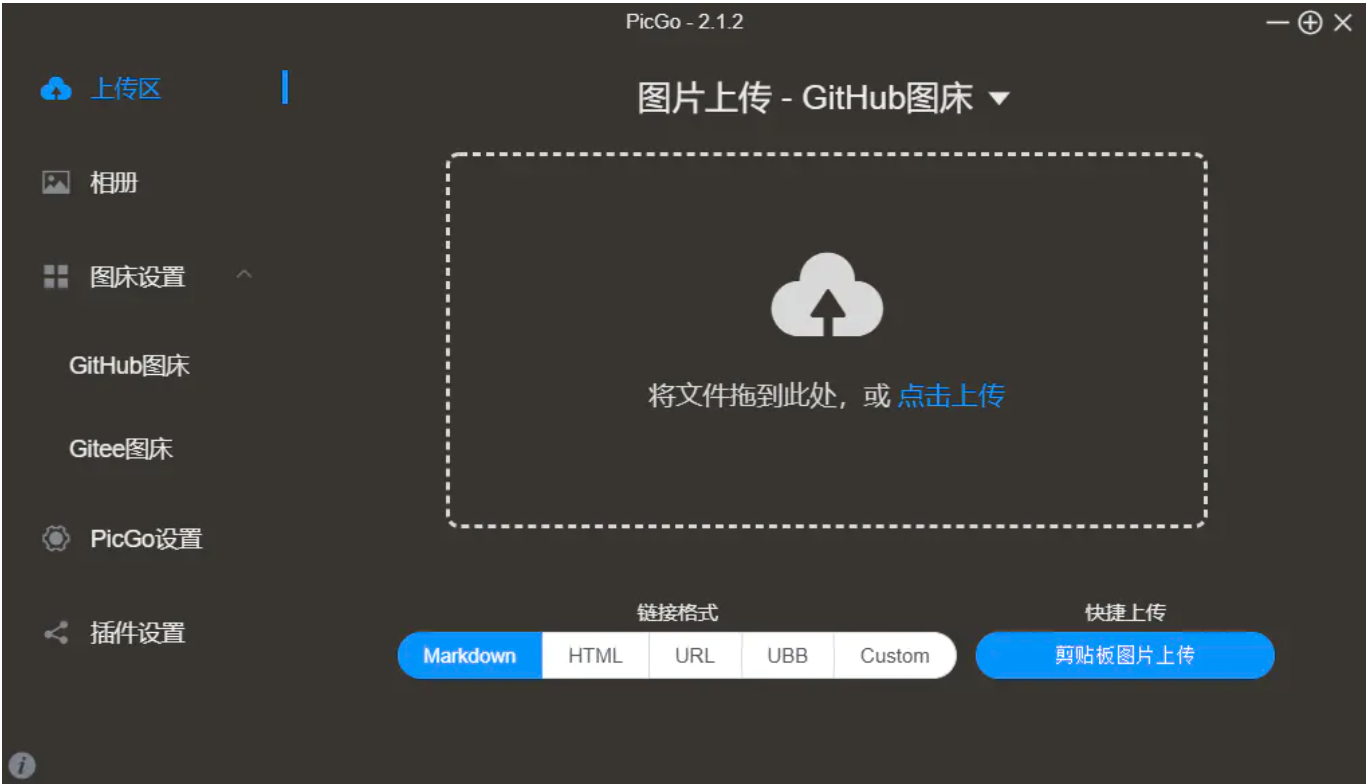 PicGo - 2.1.2
上传区
相册
图床设置
GitHub图床
Gitee图床
PicGo设置
插件设置
图片上传 - GitHub图床
将文件拖到此处，或 点击上传
链接格式
Markdown HTML URL UBB Custom
快捷上传
剪贴板图片上传